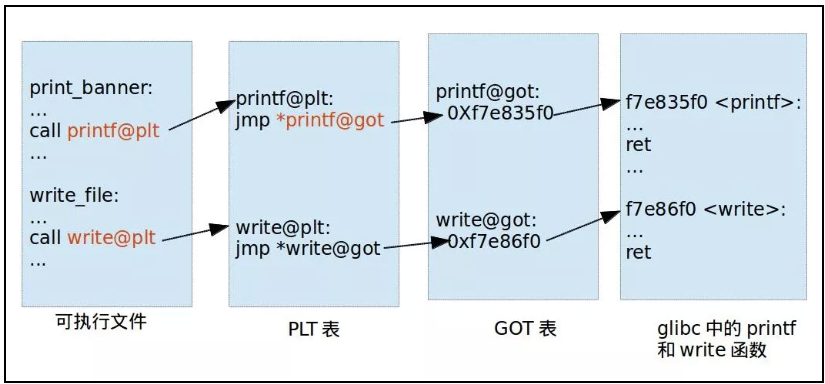 print_banner:
...
call printf@plt
...
write_file:
...
call write@plt
...
可执行文件
printf@plt:
jmp *printf@got
write@plt:
jmp *write@got
PLT 表
printf@got:
0Xf7e835f0
write@got:
0xf7e86f0
GOT 表
f7e835f0 <printf>:
...
ret
...
f7e86f0 <write>:
...
ret
glibc 中的 printf
和 write 函数